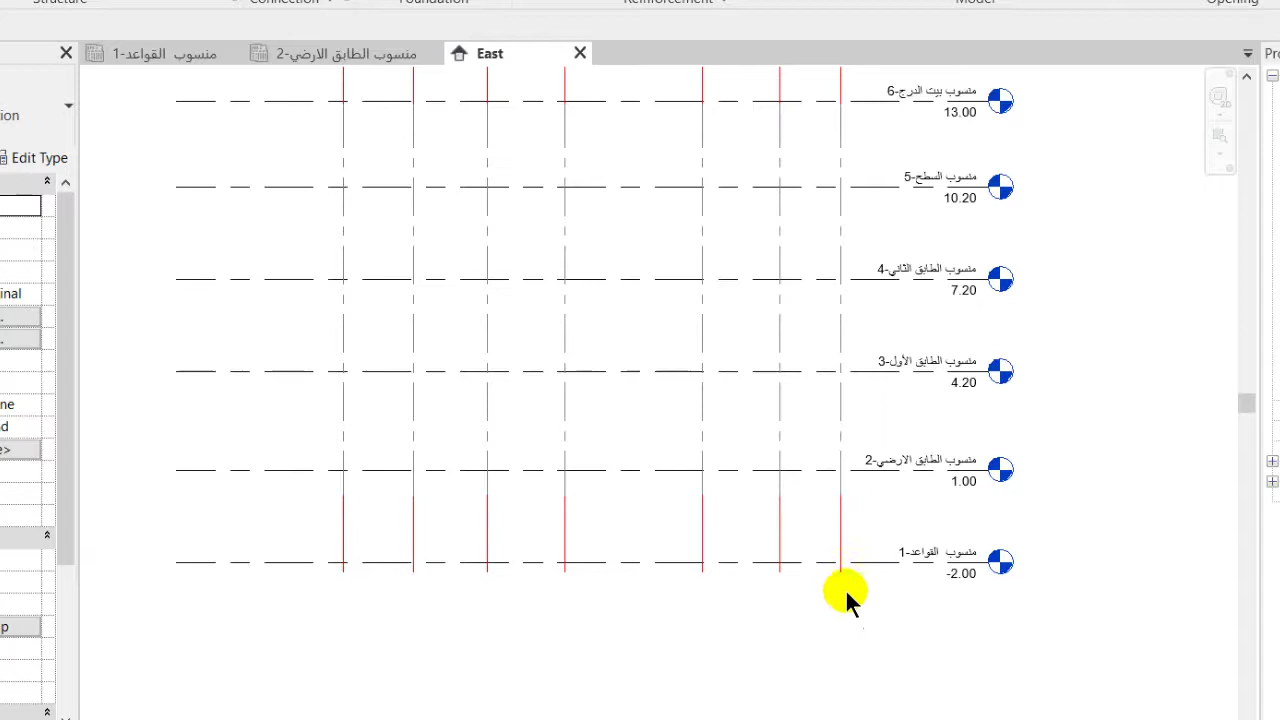 Structure Connection Foundation Reinforcement Model Opening
منسوب القواعد-1 منسوب الطابق الارضي-2 East
منسوب بيت الدرج-6
13.00
Edit Type
منسوب السطح-5
10.20
منسوب الطابق الثاني-4
7.20
منسوب الطابق الأول-3
4.20
منسوب الطابق الارضي-2
1.00
منسوب القواعد-1
-2.00